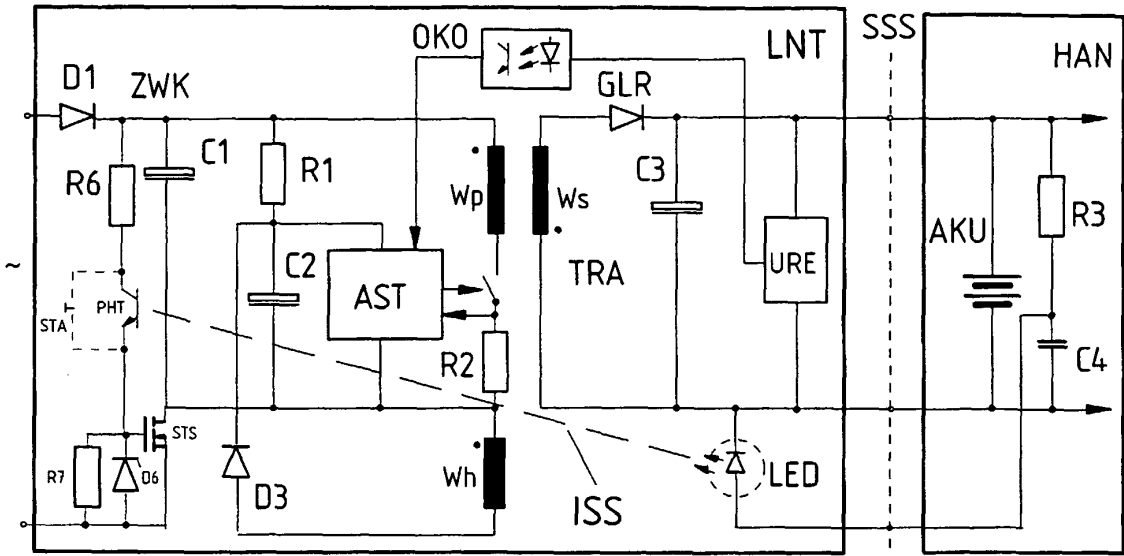 OKO
LNT
SSS
HAN
D1
ZWK
GLR
C1
R6
R1
Wp
Ws
C3
R3
AKU
URE
TRA
C2
AST
~
PHT
STA
R2
C4
STS
R7
D6
D3
Wh
ISS
LED